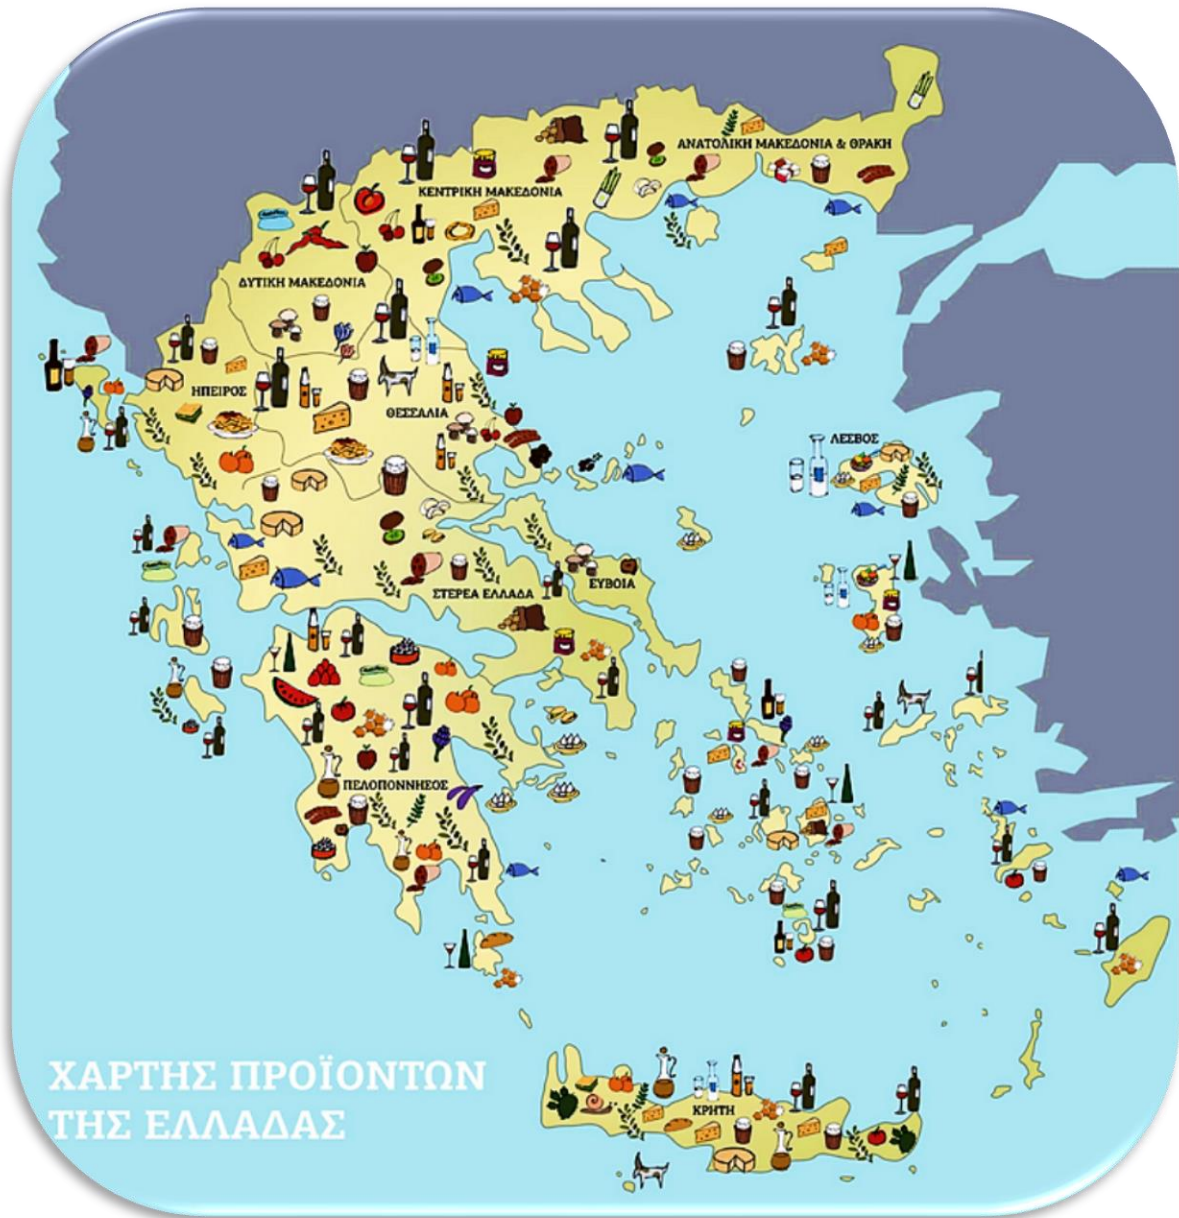 ΑΝΑΤΟΛΙΚΗ ΜΑΚΕΔΟΝΙΑ & ΘΡΑΚΗ
ΚΕΝΤΡΙΚΗ ΜΑΚΕΔΟΝΙΑ
ΔΥΤΙΚΗ ΜΑΚΕΔΟΝΙΑ
ΗΠΕΙΡΟΣ
ΘΕΣΣΑΛΙΑ
ΛΕΣΒΟΣ
ΕΥΒΟΙΑ
ΣΤΕΡΕΑ ΕΛΛΑΔΑ
ΠΕΛΟΠΟΝΝΗΣΟΣ
ΧΑΡΤΗΣ ΠΡΟΪΟΝΤΩΝ
ΤΗΣ ΕΛΛΑΔΑΣ
ΚΡΗΤΗ